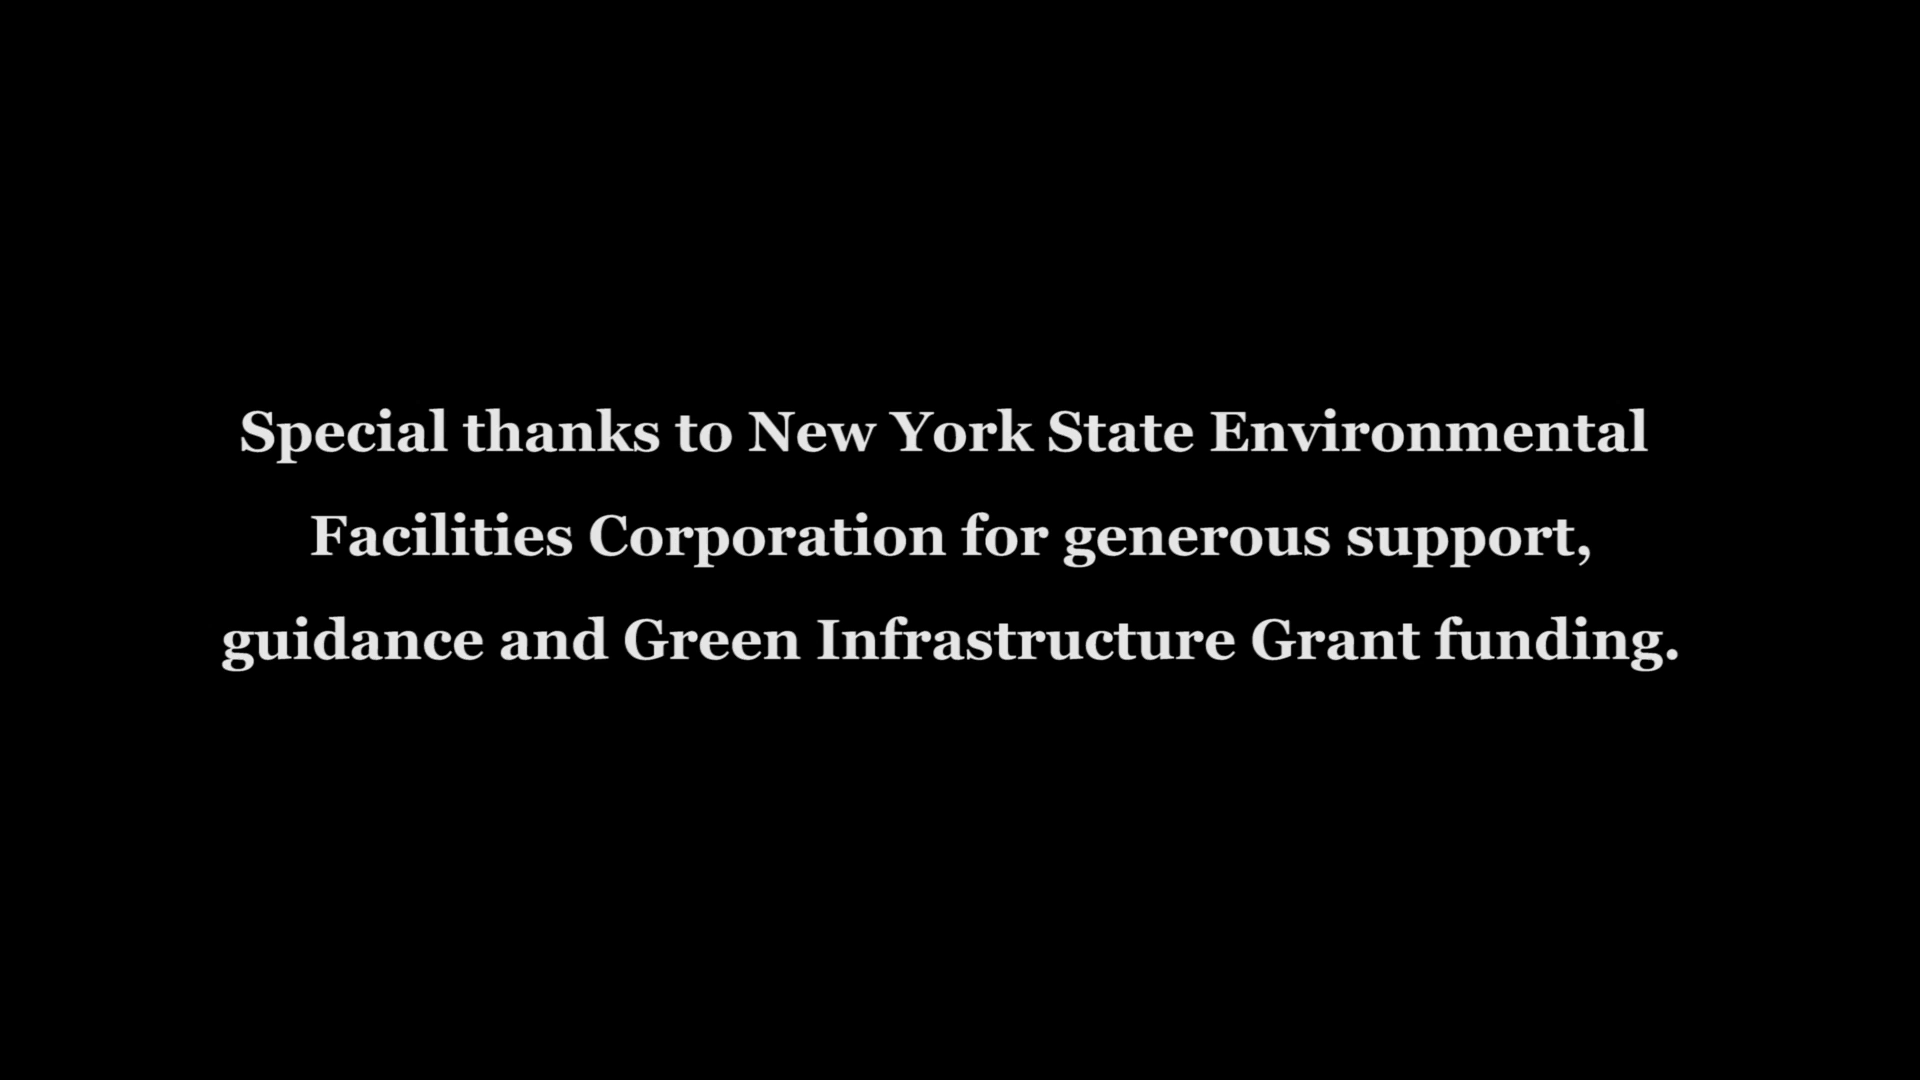 Special thanks to New York State Environmental
Facilities Corporation for generous support,
guidance and Green Infrastructure Grant funding.